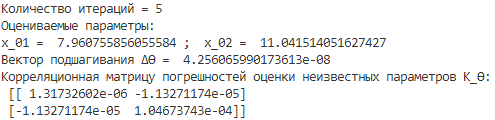 Количество итераций = 5
Оцениваемые параметры:
x_01 =  7.960755856055584 ;  x_02 =  11.041514051627427
Вектор подшагивания Δθ =  4.256065990173613e-08
Корреляционная матрицу погрешностей оценки неизвестных параметров K_θ:
[[ 1.31732602e-06 -1.13271174e-05]
[-1.13271174e-05  1.04673743e-04]]